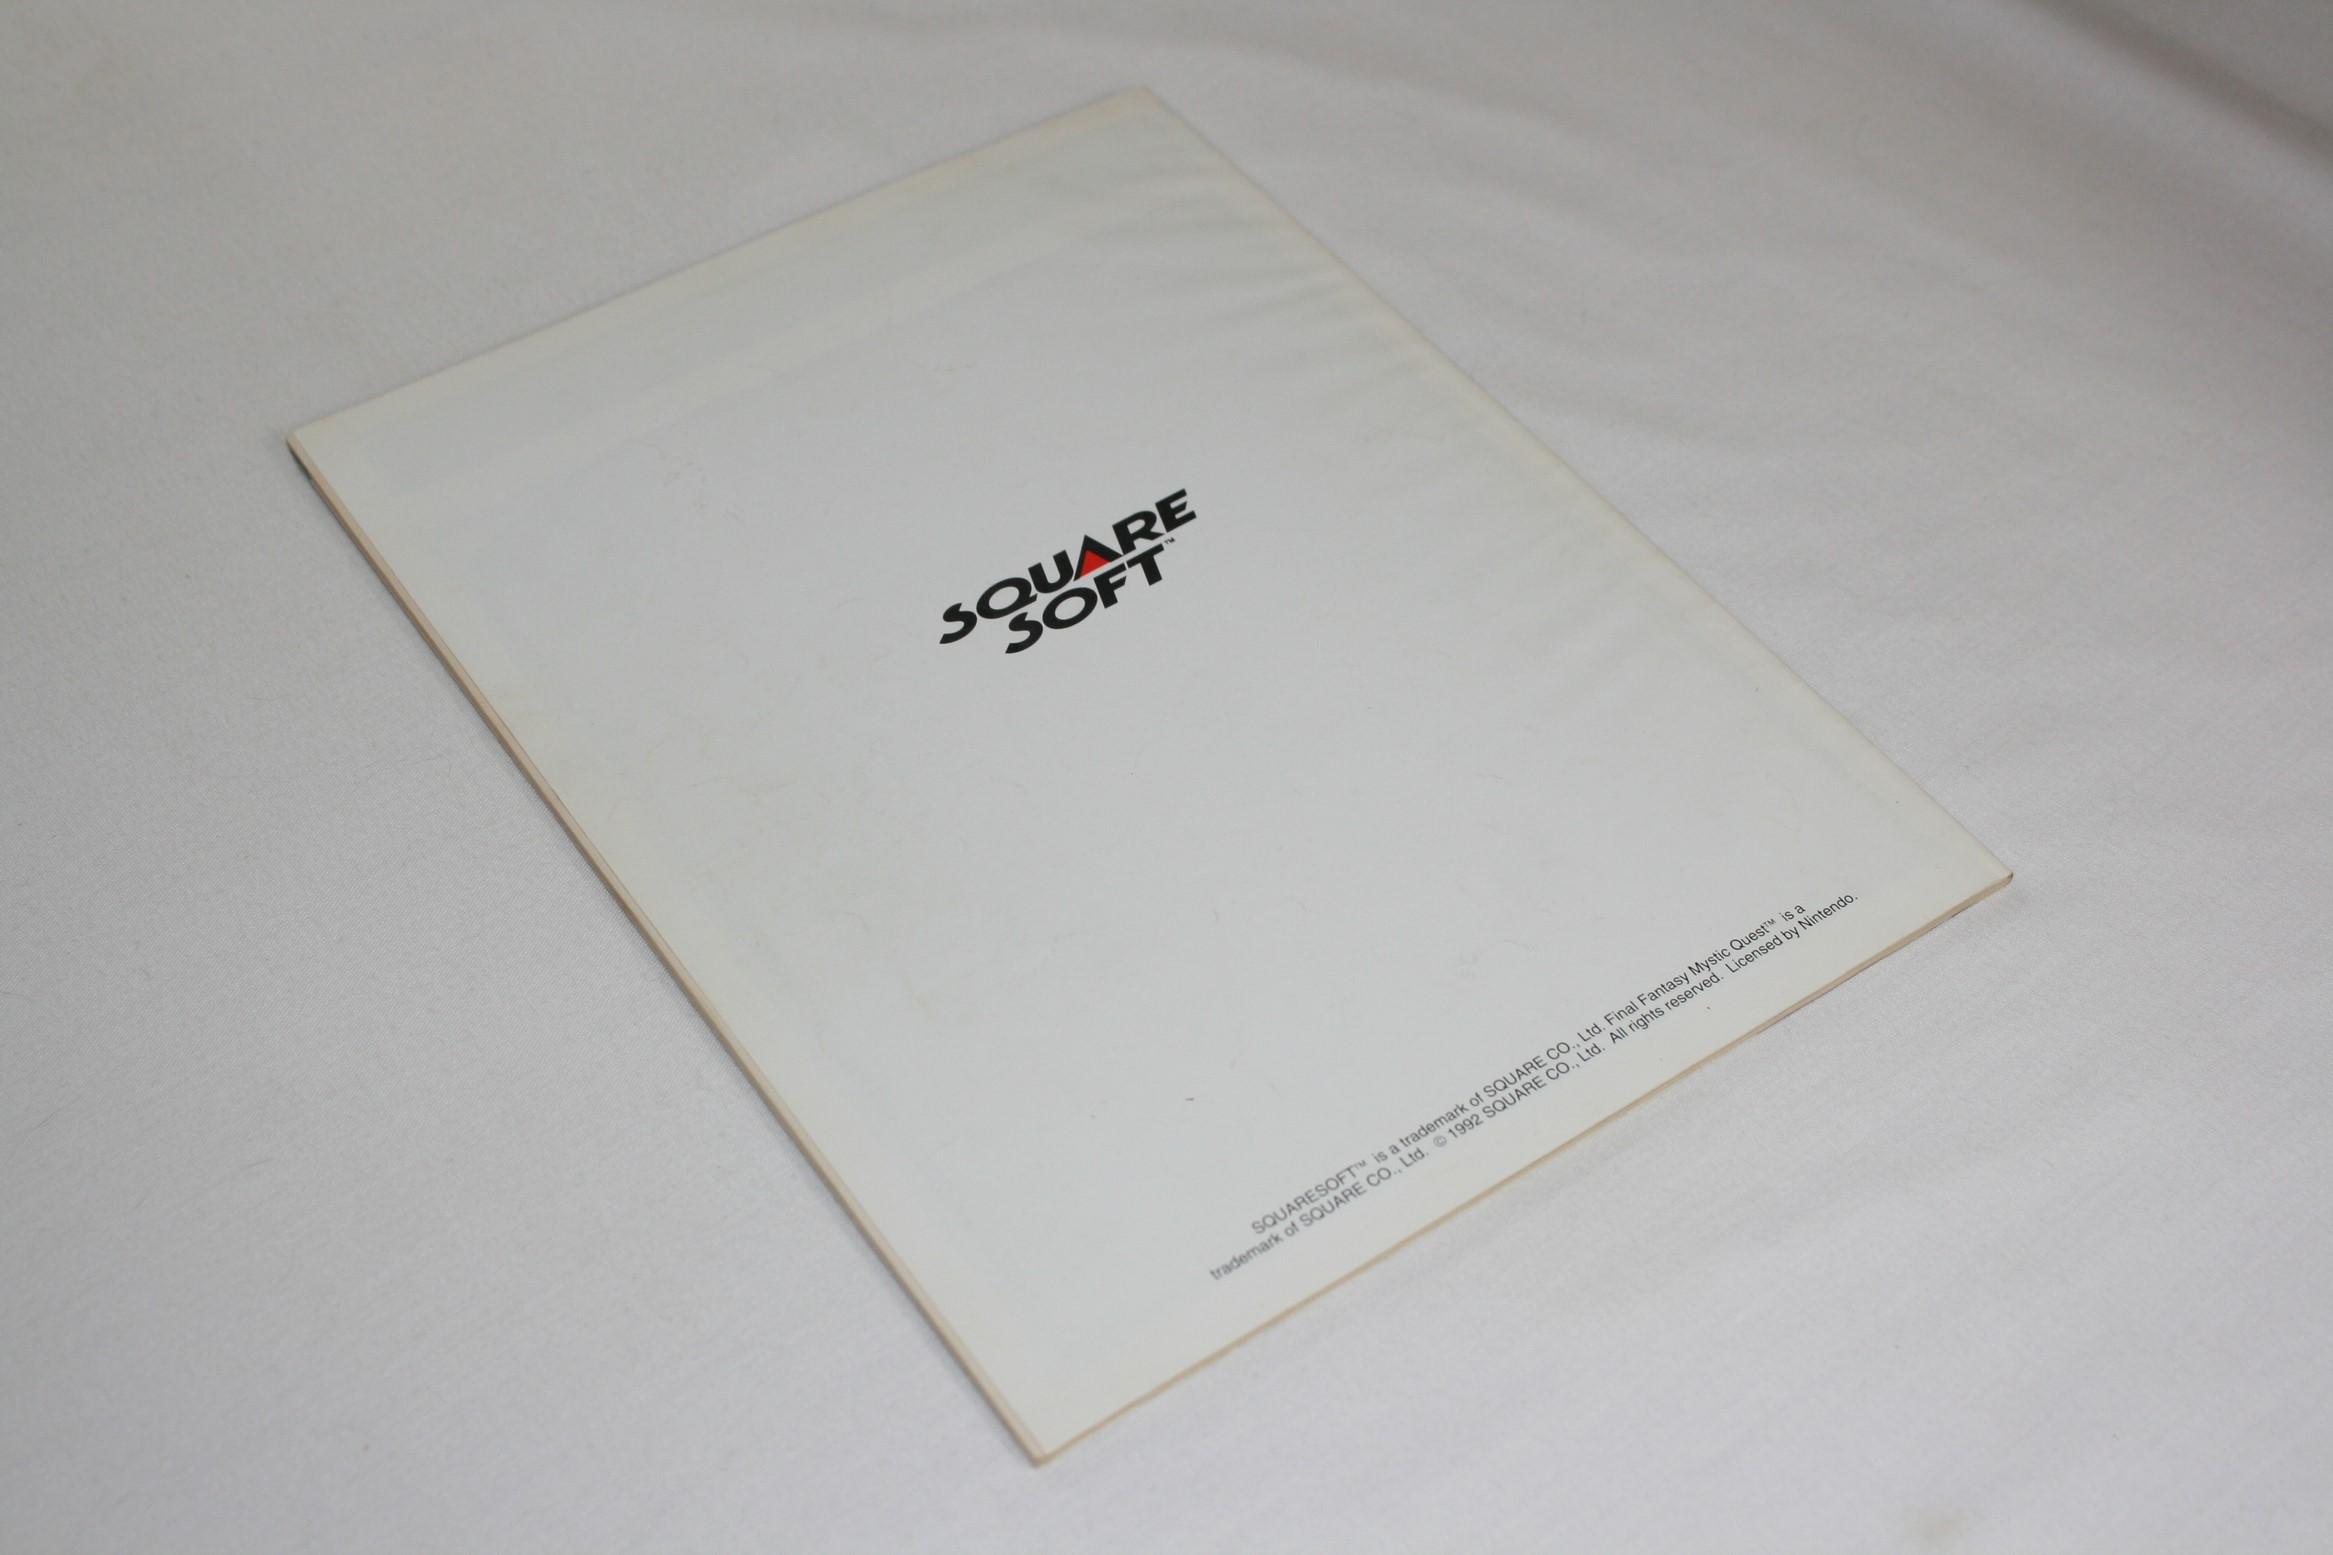 SQUARE
SOFT™
SQUARESOFT™ is a trademark of SQUARE CO., Ltd. Final Fantasy Mystic Quest™ is a
trademark of SQUARE CO., Ltd. © 1992 SQUARE CO., Ltd. All rights reserved. Licensed by Nintendo.